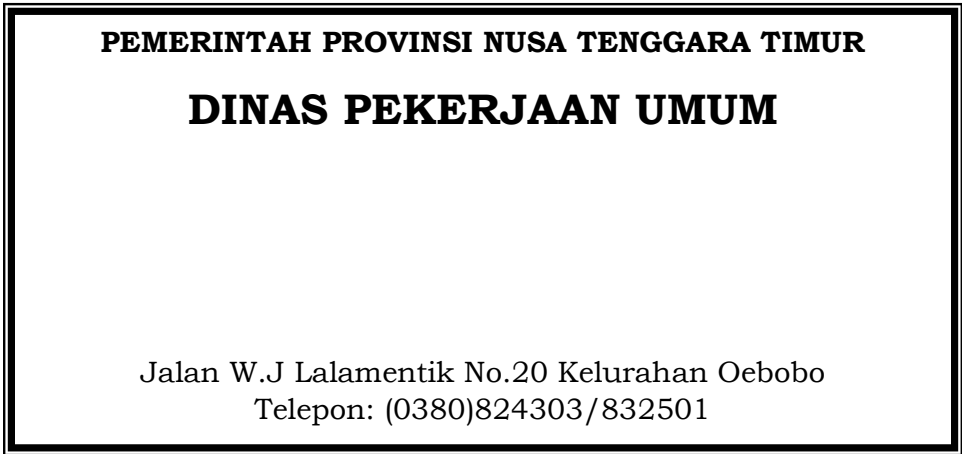 PEMERINTAH PROVINSI NUSA TENGGARA TIMUR
DINAS PEKERJAAN UMUM
Jalan W.J Lalamentik No.20 Kelurahan Oebobo
Telepon: (0380)824303/832501